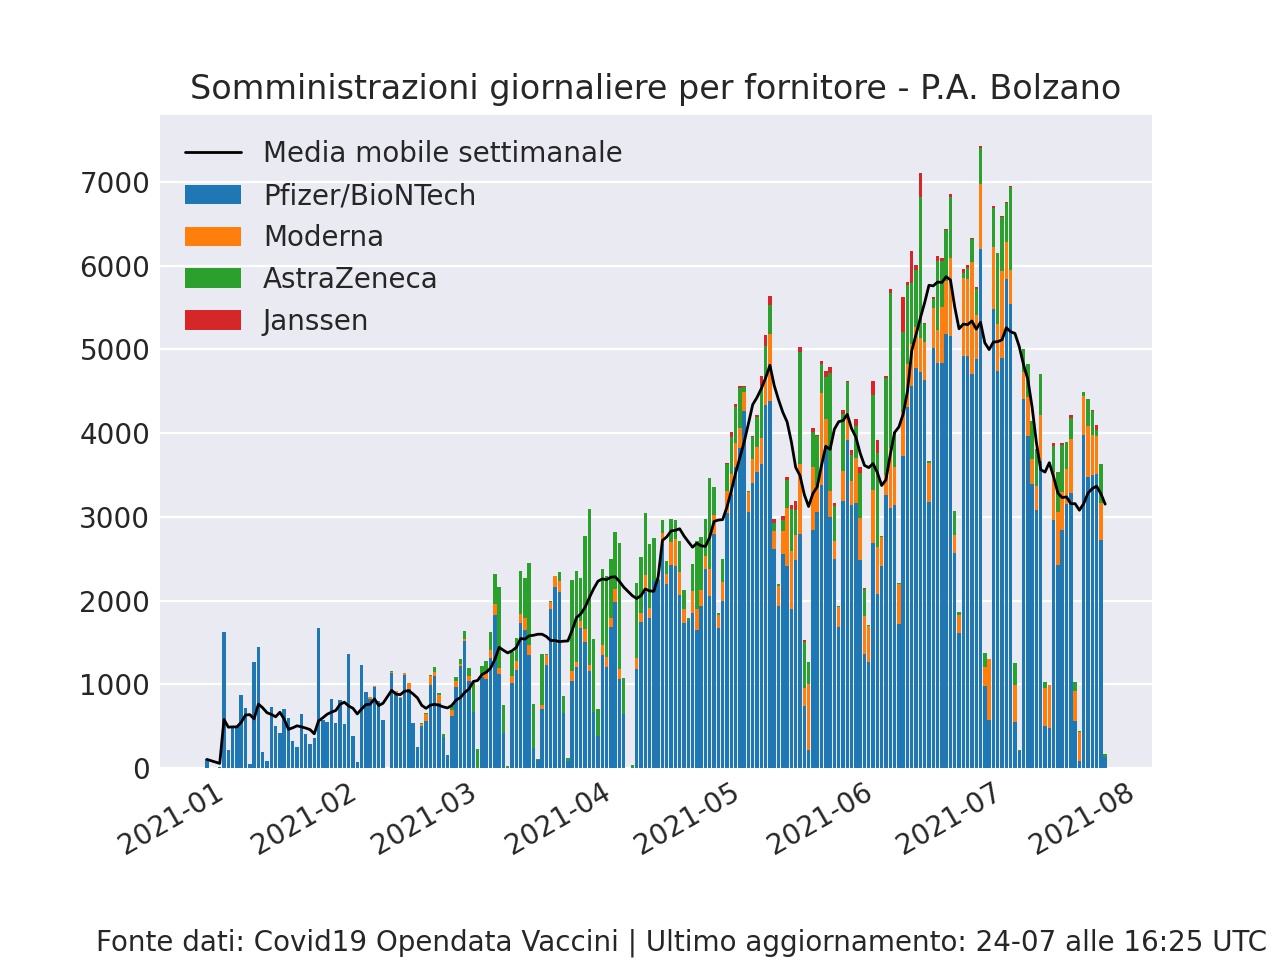 Somministrazioni giornaliere per fornitore - P.A. Bolzano
Media mobile settimanale
Pfizer/BioNTech
Moderna
AstraZeneca
Janssen
7000
6000
5000
4000
3000
2000
1000
0
2021-01
2021-02
2021-03
2021-04
2021-05
2021-06
2021-07
2021-08
Fonte dati: Covid19 Opendata Vaccini | Ultimo aggiornamento: 24-07 alle 16:25 UTC